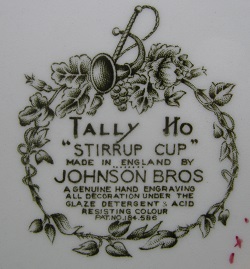 TALLY HO
"STIRRUP CUP"
MADE IN ENGLAND BY
JOHNSON BROS
A GENUINE HAND ENGRAVING
ALL DECORATION UNDER THE
GLAZE DETERGENT & ACID
RESISTING COLOUR
PAT. NO. 184.586